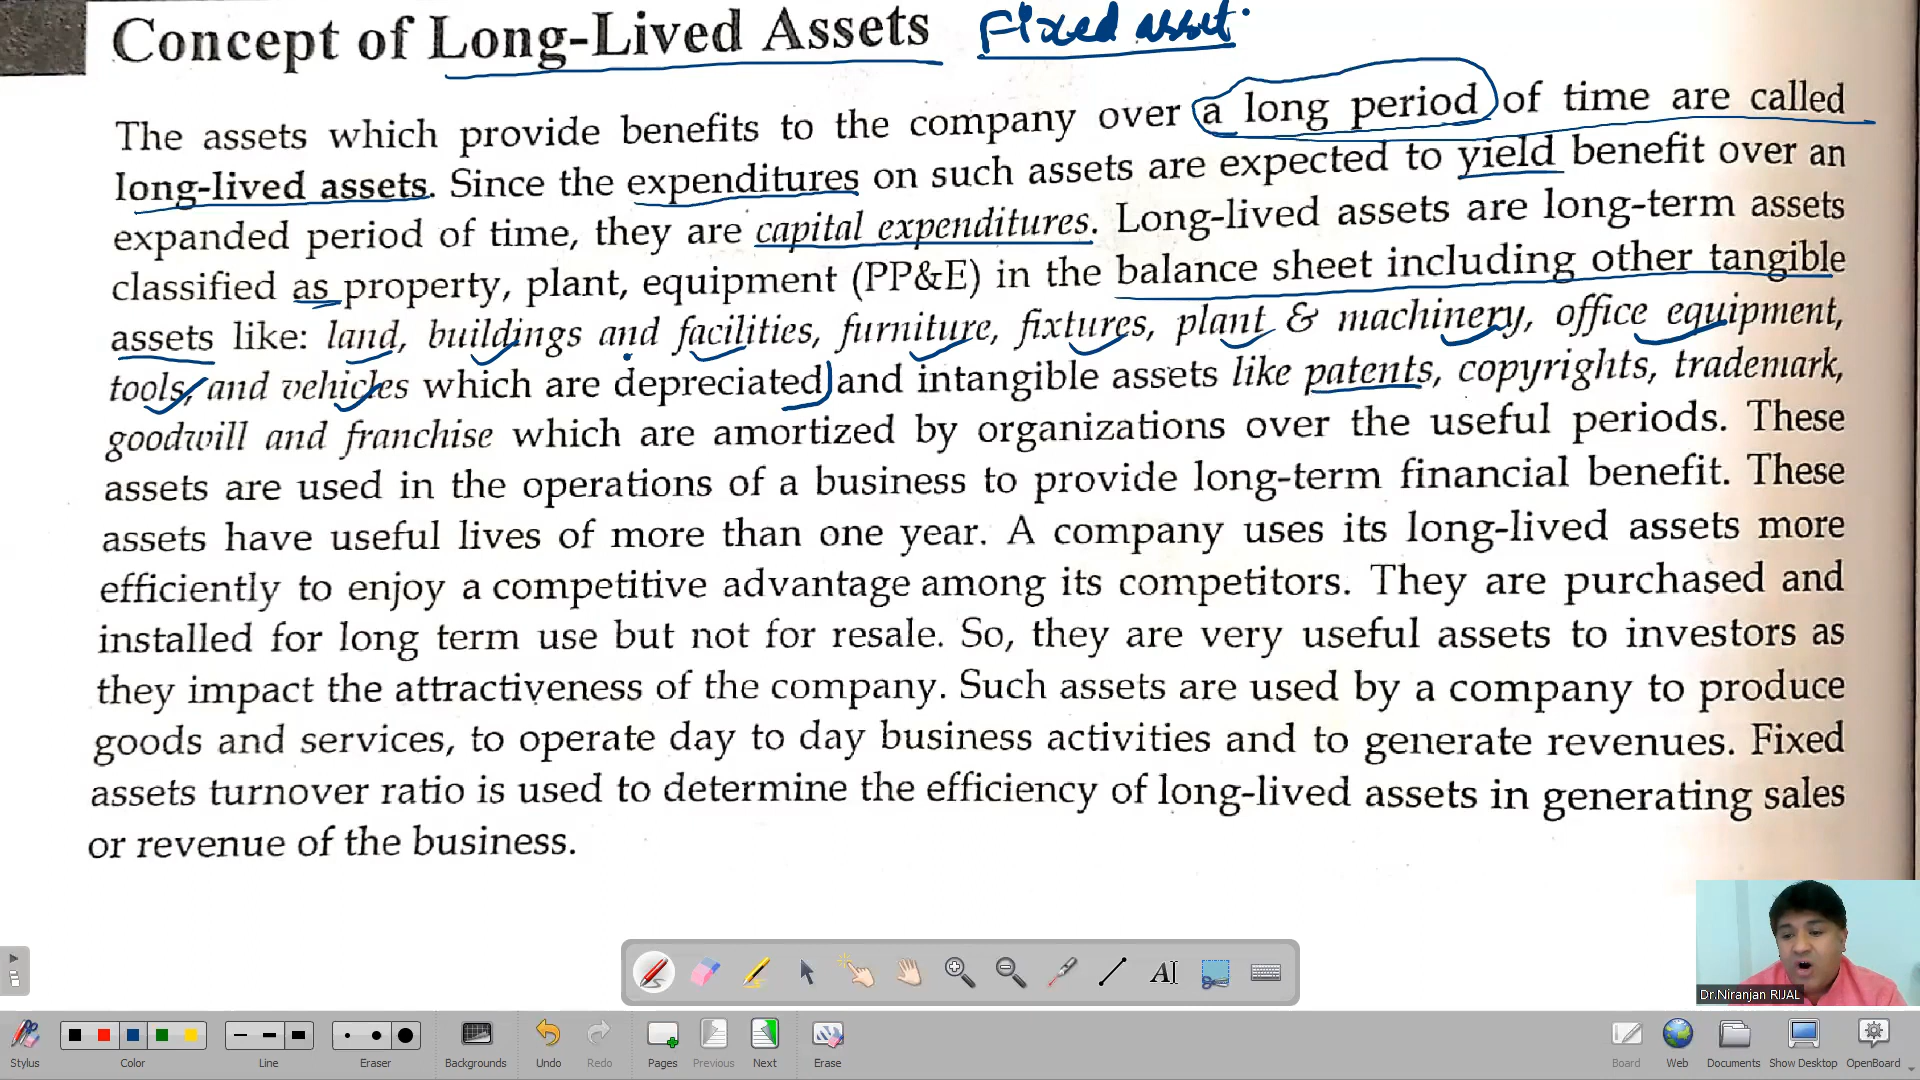 Concept of Long-Lived Assets Fixed asset.
The assets which provide benefits to the company over a long period of time are called
long-lived assets. Since the expenditures on such assets are expected to yield benefit over an
expanded period of time, they are capital expenditures. Long-lived assets are long-term assets
classified as property, plant, equipment (PP&E) in the balance sheet including other tangible
assets like: land, buildings and facilities, furniture, fixtures, plant & machinery, office equipment,
tools, and vehicles which are depreciated and intangible assets like patents, copyrights, trademark,
goodwill and franchise which are amortized by organizations over the useful periods. These
assets are used in the operations of a business to provide long-term financial benefit. These
assets have useful lives of more than one year. A company uses its long-lived assets more
efficiently to enjoy a competitive advantage among its competitors. They are purchased and
installed for long term use but not for resale. So, they are very useful assets to investors as
they impact the attractiveness of the company. Such assets are used by a company to produce
goods and services, to operate day to day business activities and to generate revenues. Fixed
assets turnover ratio is used to determine the efficiency of long-lived assets in generating sales
or revenue of the business.
Dr.Niranjan RIJAL
AI
Stylus Color Line Eraser Backgrounds Undo Redo Pages Previous Next Erase Board Web Documents Show Desktop OpenBoard